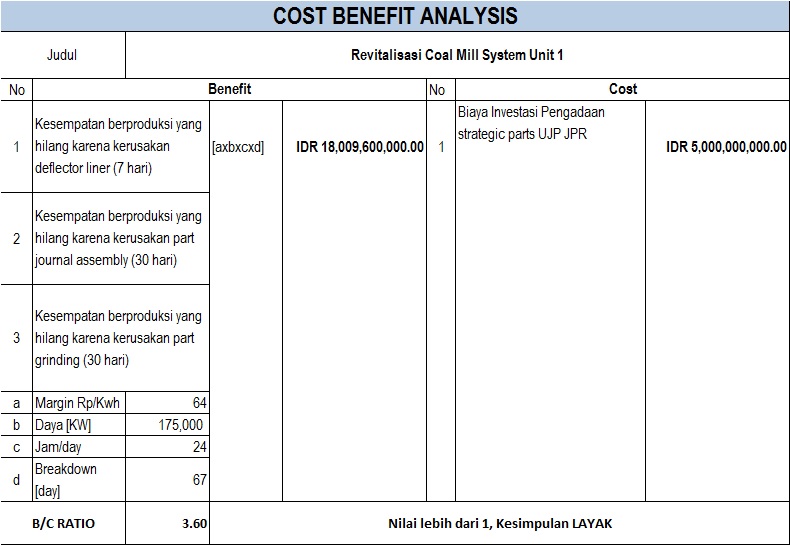 COST BENEFIT ANALYSIS
Judul
Revitalisasi Coal Mill System Unit 1
No
Benefit
No
Cost
1
Kesempatan berproduksi yang
hilang karena kerusakan
deflector liner (7 hari)
[axbxcxd]
IDR 18,009,600,000.00
1
Biaya Investasi Pengadaan
strategic parts UJP JPR
IDR 5,000,000,000.00
2
Kesempatan berproduksi yang
hilang karena kerusakan part
journal assembly (30 hari)
3
Kesempatan berproduksi yang
hilang karena kerusakan part
grinding (30 hari)
a
Margin Rp/Kwh
64
b
Daya [KW]
175,000
c
Jam/day
24
d
Breakdown
[day]
67
B/C RATIO
3.60
Nilai lebih dari 1, Kesimpulan LAYAK